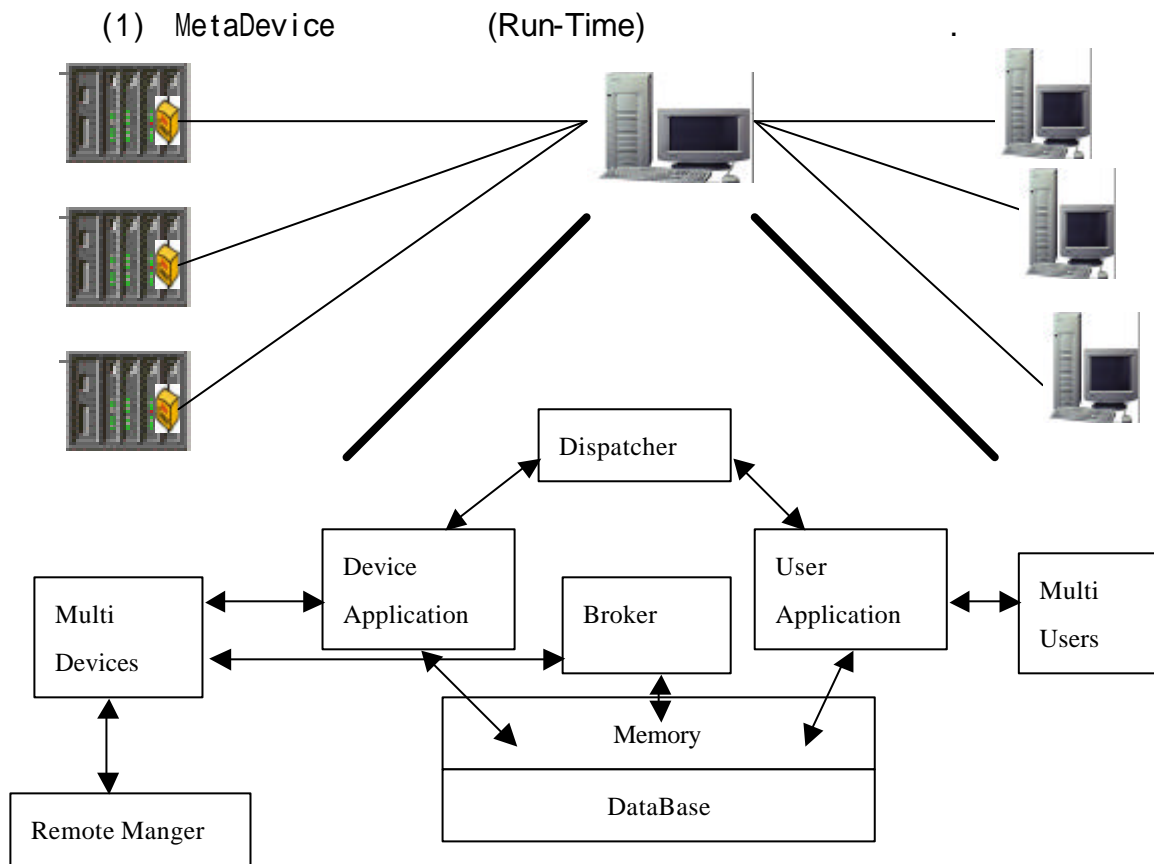 (1) MetaDevice (Run-Time) .
Dispatcher
Device
Application
User
Application
Multi
Devices
Broker
Multi
Users
Memory
DataBase
Remote Manger